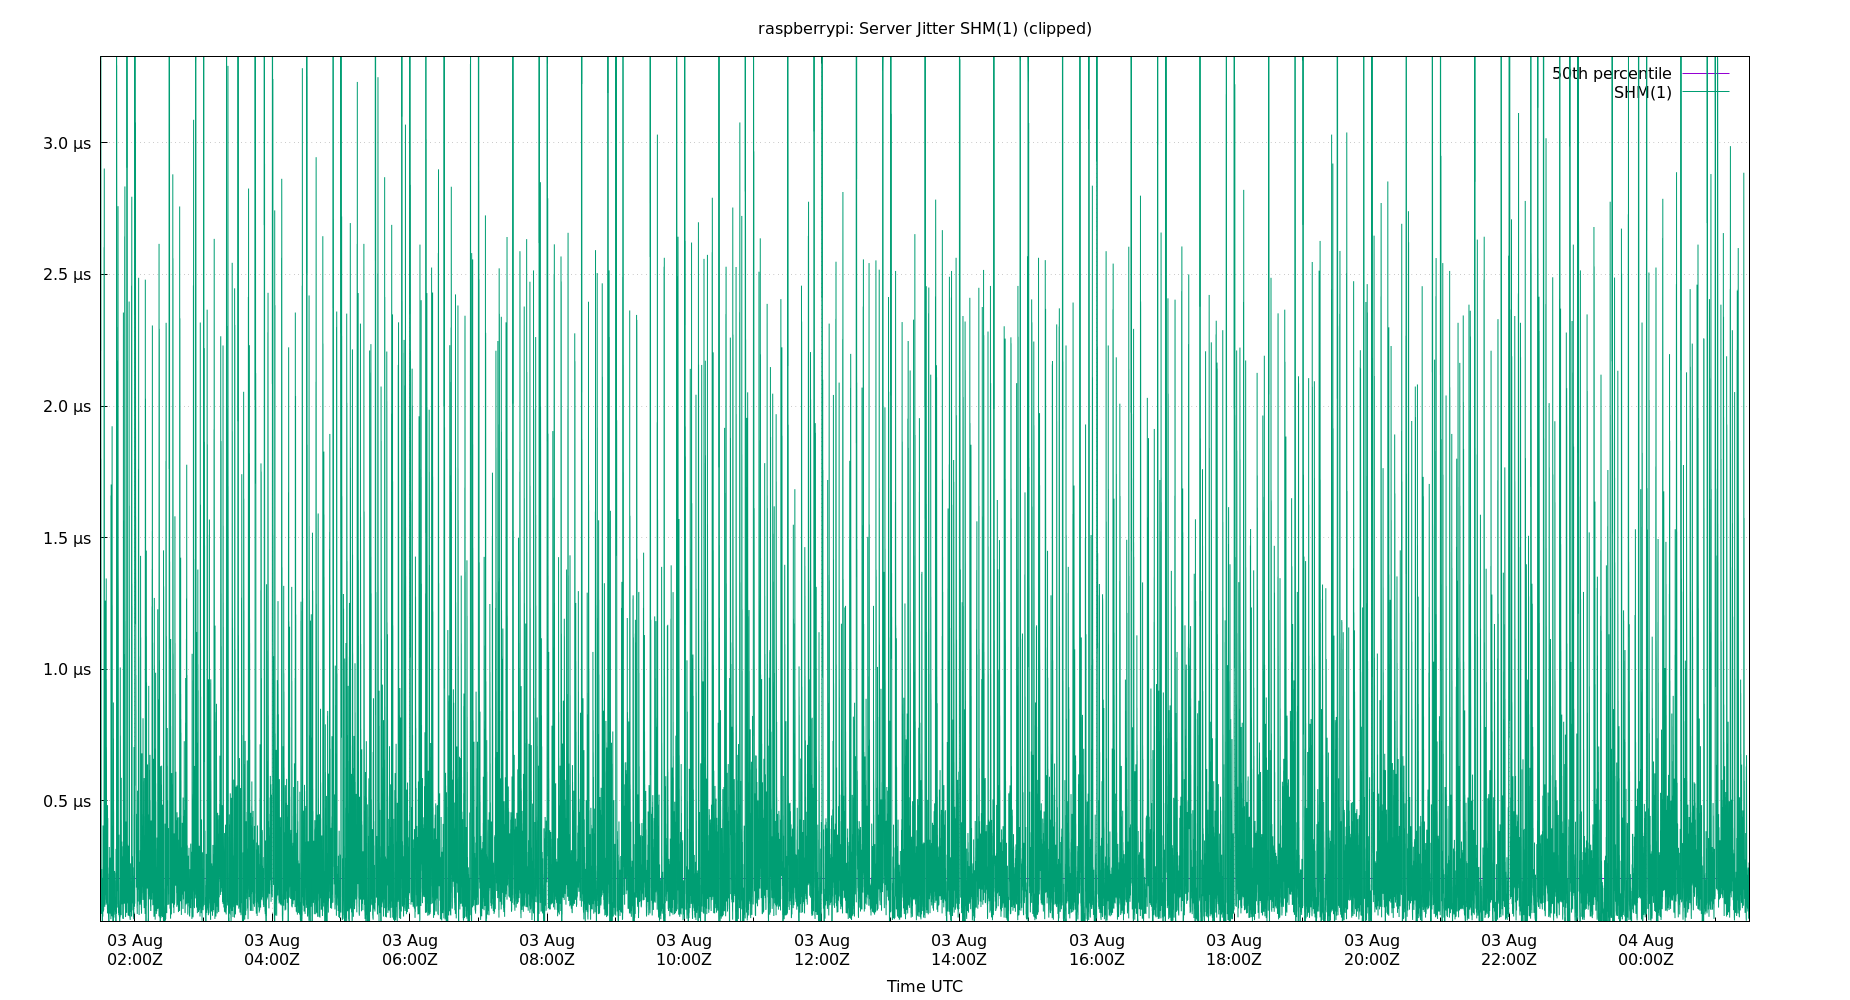 raspberrypi: Server Jitter SHM(1) (clipped)
50th percentile
SHM(1)
3.0 µs
2.5 µs
2.0 µs
1.5 µs
1.0 µs
0.5 µs
03 Aug 03 Aug 03 Aug 03 Aug 03 Aug 03 Aug 03 Aug 03 Aug 03 Aug 03 Aug 03 Aug 04 Aug
02:00Z 04:00Z 06:00Z 08:00Z 10:00Z 12:00Z 14:00Z 16:00Z 18:00Z 20:00Z 22:00Z 00:00Z
Time UTC